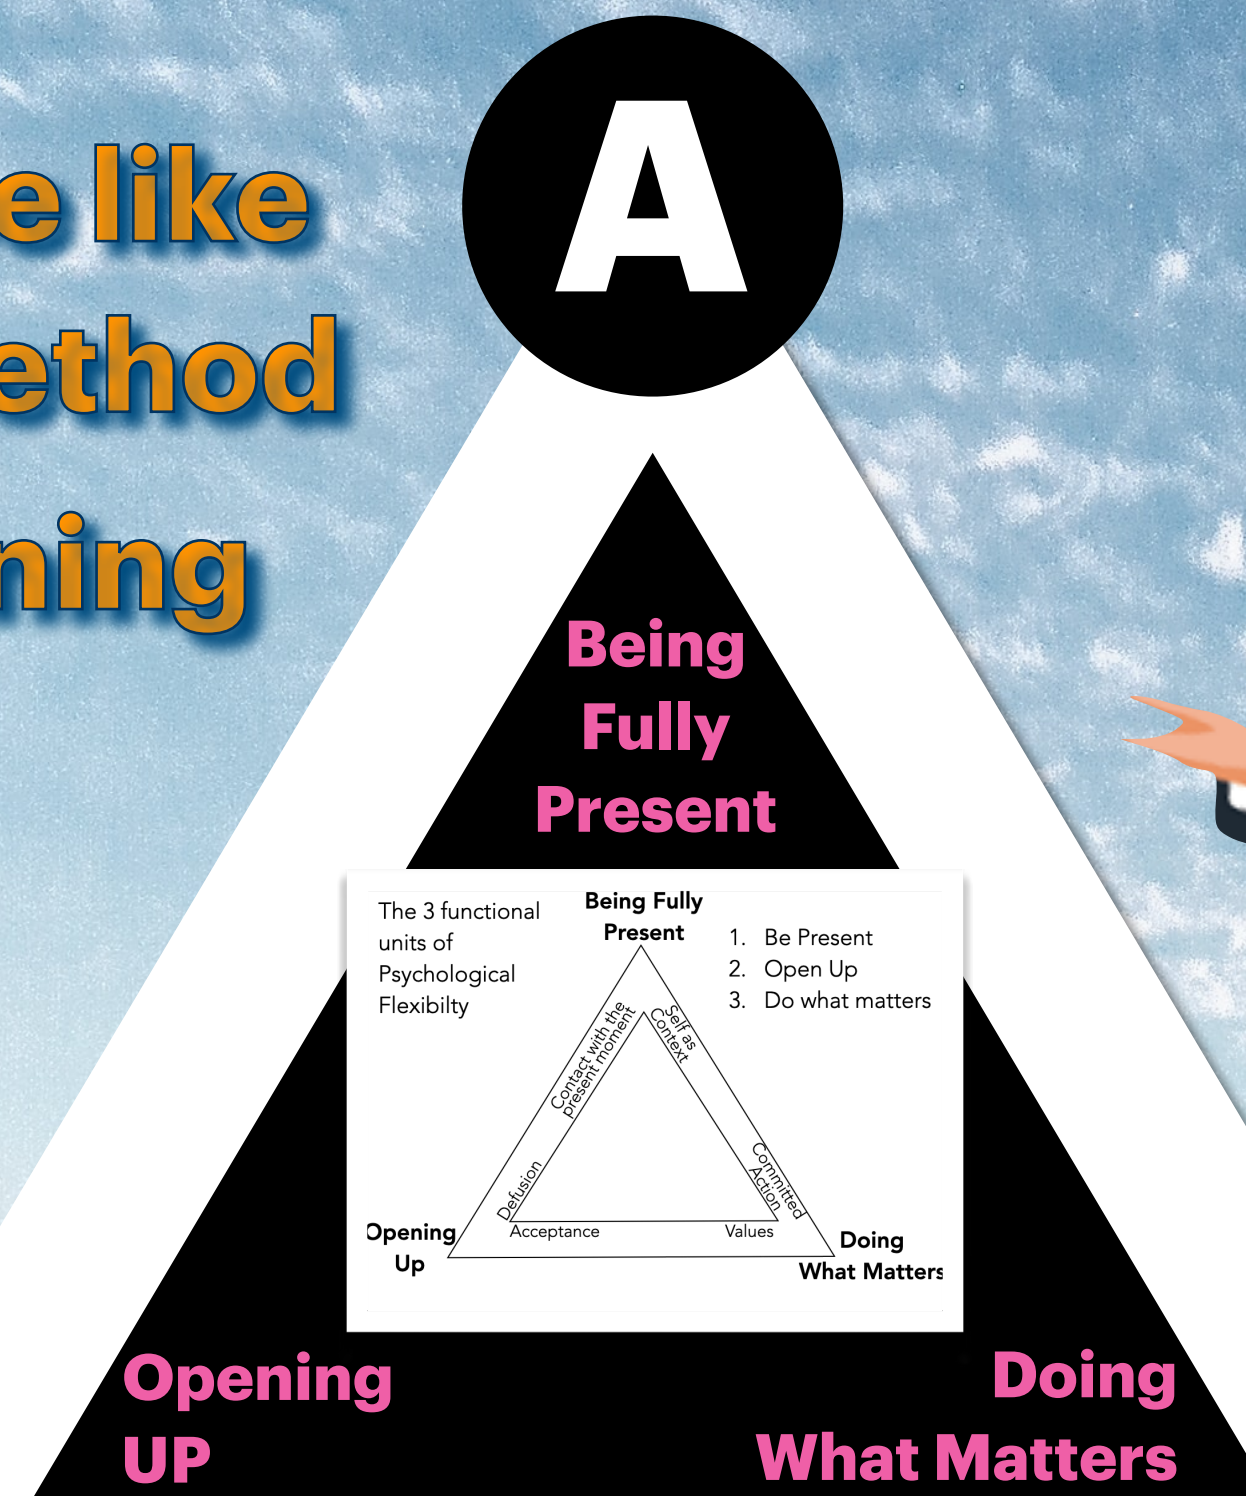 A
e like
ethod
ning
Being
Fully
Present
The 3 functional
units of
Psychological
Flexibilty
Being Fully
Present
1. Be Present
2. Open Up
3. Do what matters
Contact with the
present moment
Self as
Context
Defusion
Committed
Action
Acceptance
Values
Opening
Up
Doing
What Matters
Opening
UP
Doing
What Matters